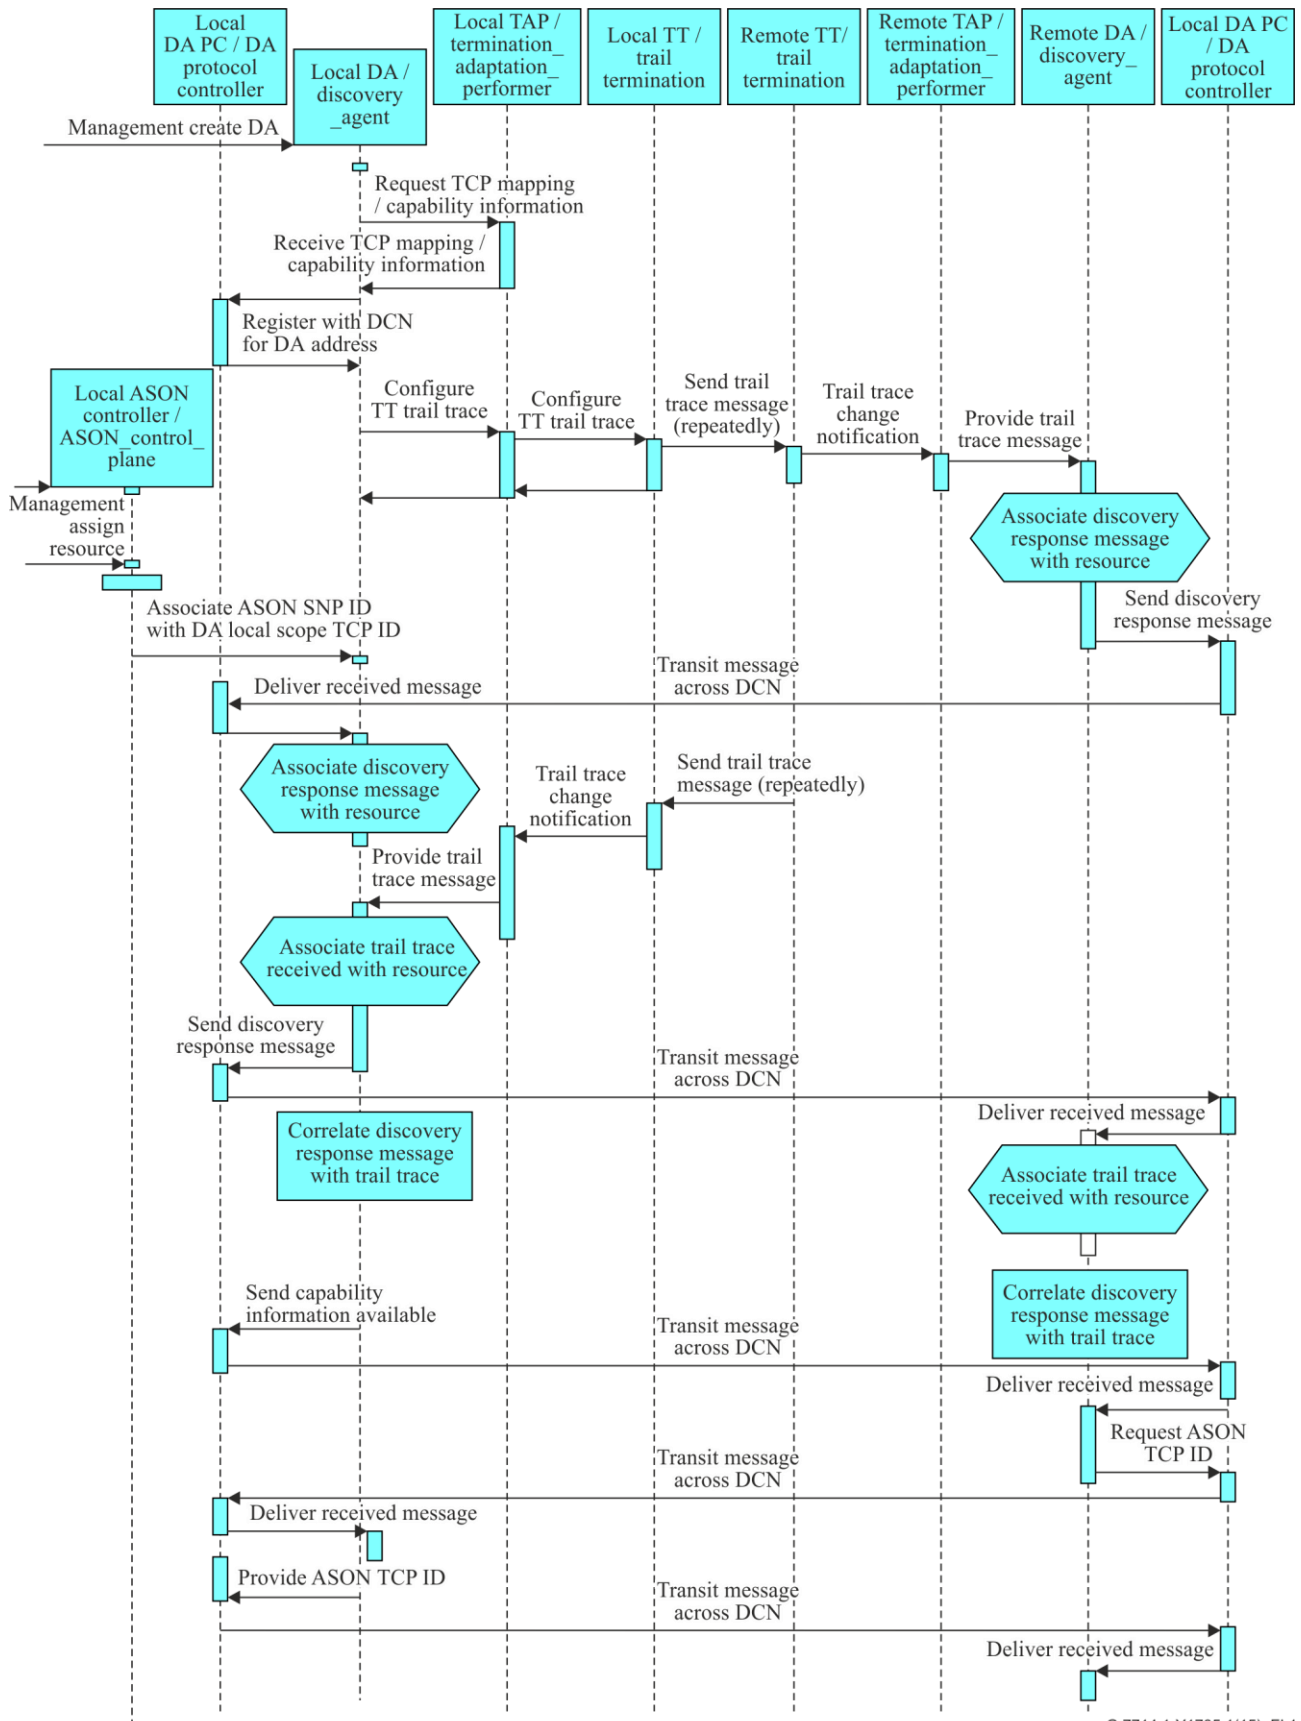 Local
DA PC / DA
protocol
controller
Local DA /
discovery
_agent
Local TAP /
termination_
adaptation_
performer
Local TT /
trail
termination
Remote TT/
trail
termination
Remote TAP /
termination_
adaptation_
performer
Remote DA /
discovery_
agent
Local DA PC
/ DA
protocol
controller
Management create DA
Request TCP mapping
/ capability information
Receive TCP mapping /
capability information
Register with DCN
for DA address
Local ASON
controller /
ASON_control_
plane
Configure
TT trail trace
Configure
TT trail trace
Send trail
trace message
(repeatedly)
Trail trace
change
notification
Provide trail
trace message
Management
assign
resource
Associate discovery
response message
with resource
Associate ASON SNP ID
with DA local scope TCP ID
Send discovery
response message
Transit message
across DCN
Deliver received message
Associate discovery
response message
with resource
Send trail trace
message (repeatedly)
Trail trace
change
notification
Provide trail
trace message
Associate trail trace
received with resource
Send discovery
response message
Transit message
across DCN
Deliver received message
Correlate discovery
response message
with trail trace
Associate trail trace
received with resource
Send capability
information available
Correlate discovery
response message
with trail trace
Transit message
across DCN
Deliver received message
Request ASON
TCP ID
Transit message
across DCN
Deliver received message
Provide ASON TCP ID
Transit message
across DCN
Deliver received message